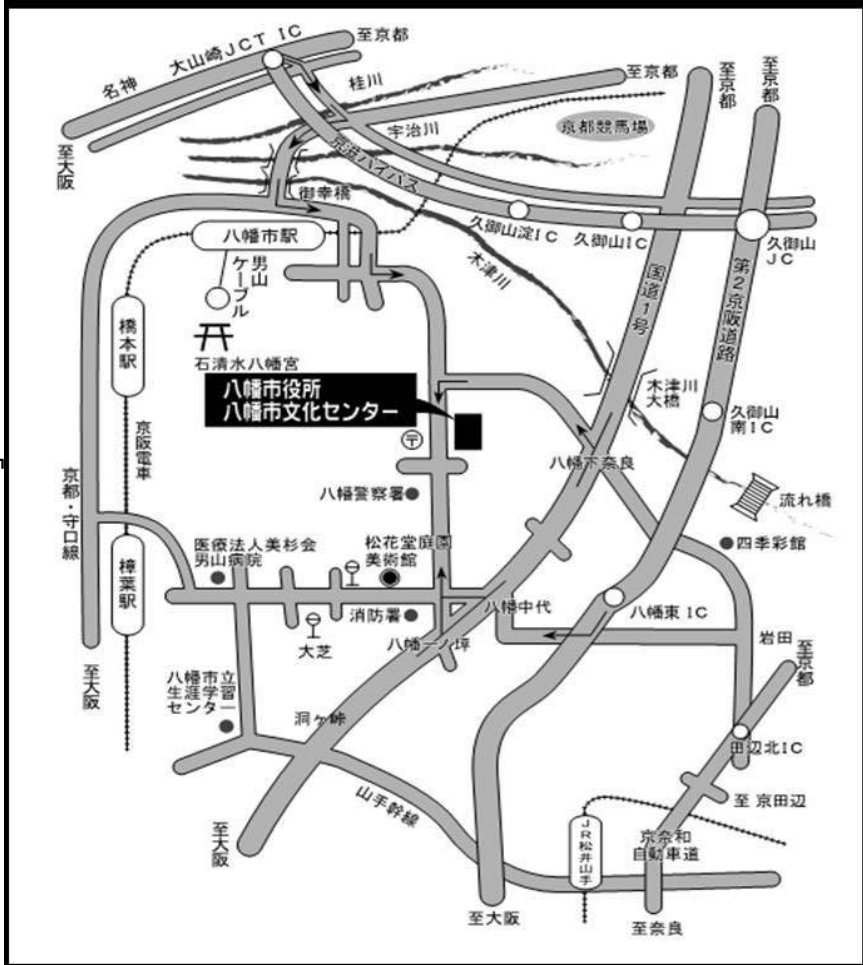 至京都
大山崎JCT IC
名神
至大阪
桂川
至京都
至京都
至京都
宇治川
京都競馬場
京滋バイパス
御幸橋
久御山淀IC
久御山IC
久御山
JC
八幡市駅
男山
ケーブル
木津川
国道1号
第2京阪道路
橋本駅
石清水八幡宮
八幡市役所
八幡市文化センター
木津川
大橋
久御山
南IC
京阪電車
〒
八幡下奈良
流れ橋
京都・守口線
八幡警察署
四季彩館
医療法人美杉会
男山病院
松花堂庭園
美術館
樟葉駅
消防署
八幡中代
八幡東IC
大芝
八幡一ノ坪
岩田
至京都
至大阪
八幡市立
生涯学習
センター
洞ヶ峠
田辺北IC
山手幹線
至 京田辺
至大阪
JR松井山手
京奈和
自動車道
至大阪
至奈良